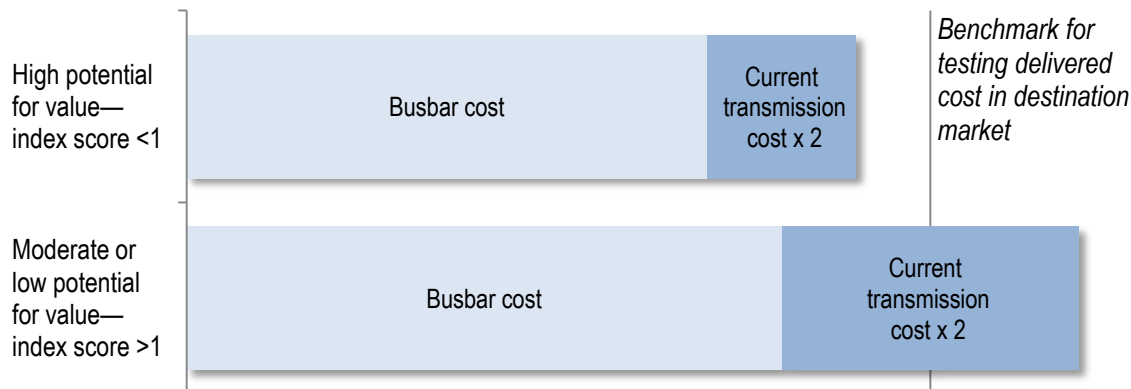 High potential
for value—
index score <1
Busbar cost
Current
transmission
cost x 2
Benchmark for
testing delivered
cost in destination
market
Moderate or
low potential
for value—
index score >1
Busbar cost
Current
transmission
cost x 2